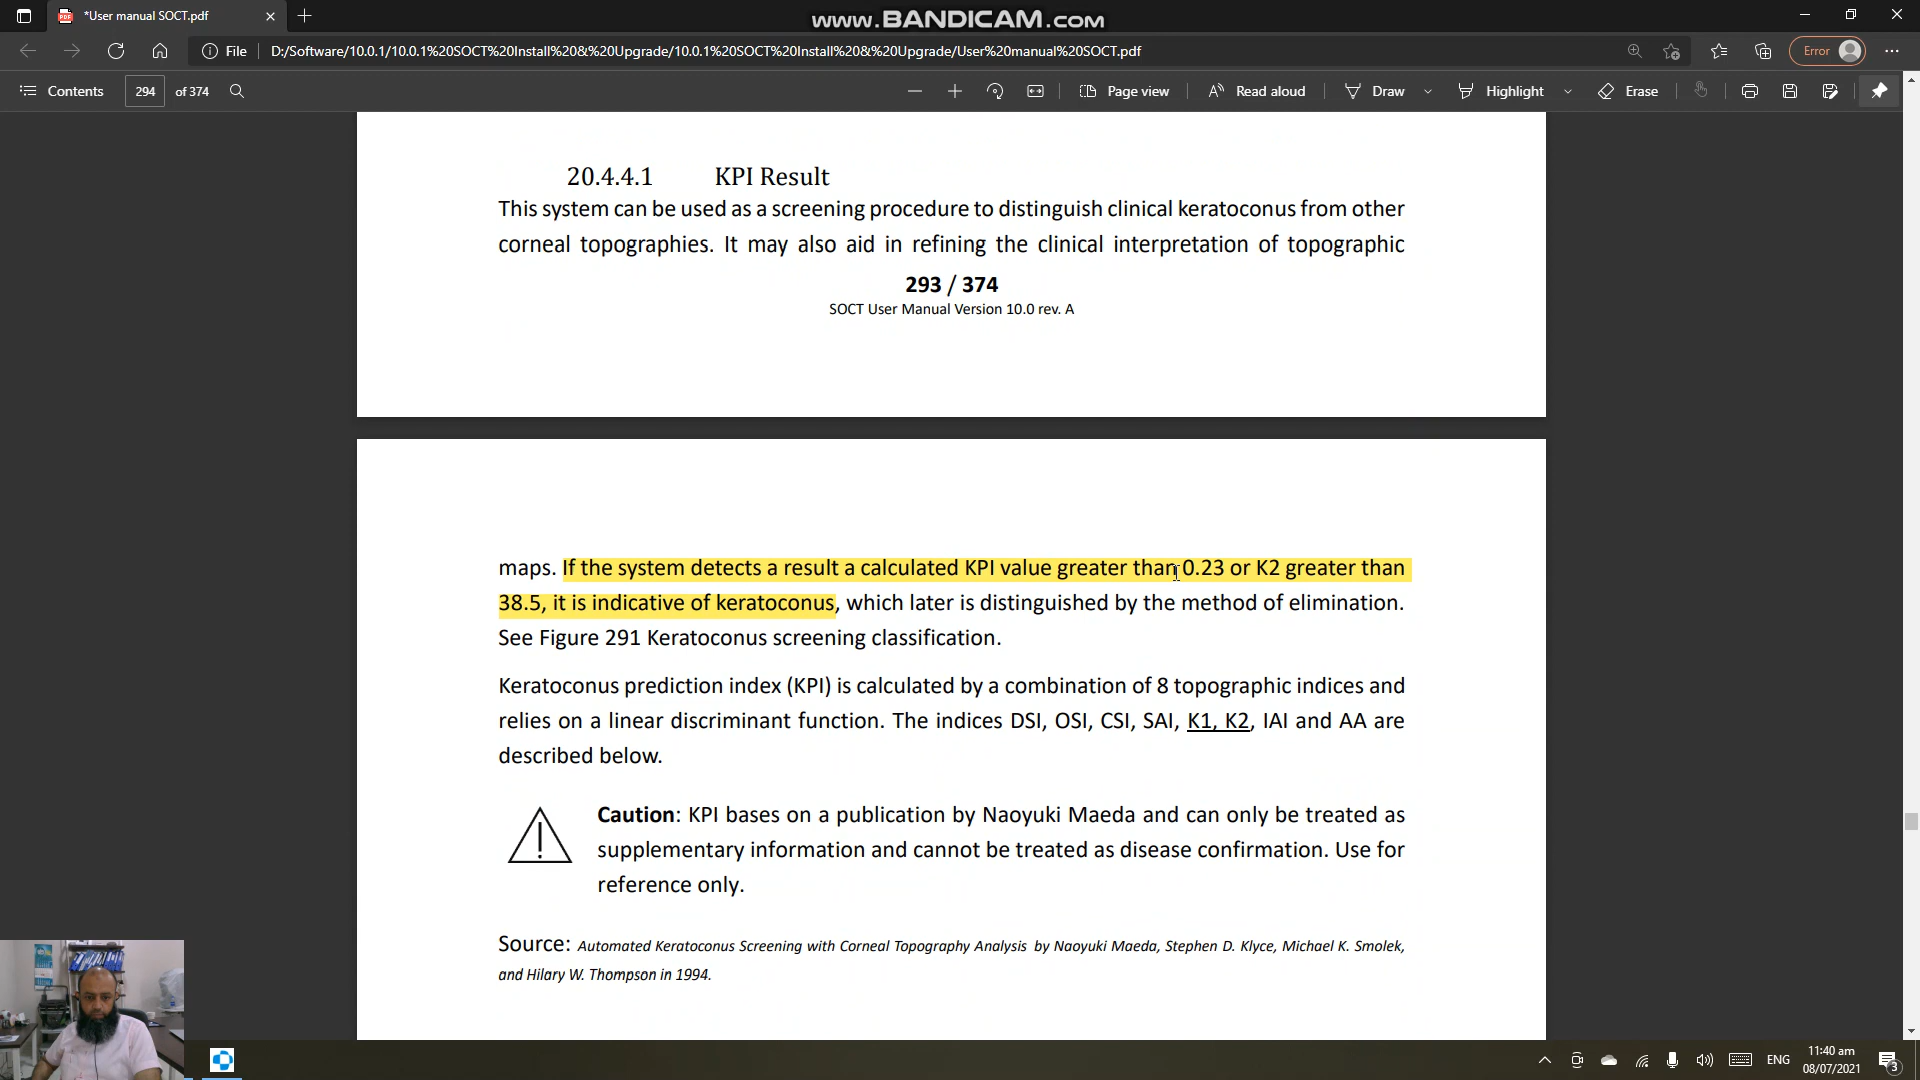 *User manual SOCT.pdf
www.BANDICAM.com
File
D:/Software/10.0.1/10.0.1%20SOCT%20Install%20&%20Upgrade/10.0.1%20SOCT%20Install%20&%20Upgrade/User%20manual%20SOCT.pdf
Error
Contents
294
of 374
Page view
Read aloud
Draw
Highlight
Erase
20.4.4.1 KPI Result
This system can be used as a screening procedure to distinguish clinical keratoconus from other
corneal topographies. It may also aid in refining the clinical interpretation of topographic
293 / 374
SOCT User Manual Version 10.0 rev. A
maps. If the system detects a result a calculated KPI value greater than 0.23 or K2 greater than
38.5, it is indicative of keratoconus, which later is distinguished by the method of elimination.
See Figure 291 Keratoconus screening classification.
Keratoconus prediction index (KPI) is calculated by a combination of 8 topographic indices and
relies on a linear discriminant function. The indices DSI, OSI, CSI, SAI, K1, K2, IAI and AA are
described below.
Caution: KPI bases on a publication by Naoyuki Maeda and can only be treated as
supplementary information and cannot be treated as disease confirmation. Use for
reference only.
Source: Automated Keratoconus Screening with Corneal Topography Analysis by Naoyuki Maeda, Stephen D. Klyce, Michael K. Smolek,
and Hilary W. Thompson in 1994.
ENG
11:40 am
08/07/2021
3